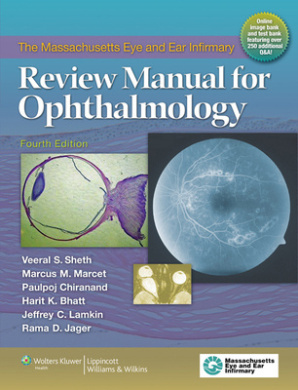 Online
image bank
and test bank
featuring over
250 additional
Q&A!
The Massachusetts Eye and Ear Infirmary
Review Manual for
Ophthalmology
Fourth Edition
Veeral S. Sheth
Marcus M. Marcet
Paulpoj Chiranand
Harit K. Bhatt
Jeffrey C. Lamkin
Rama D. Jager
Wolters Kluwer
Health
Lippincott
Williams & Wilkins
Massachusetts
Eye and Ear
Infirmary